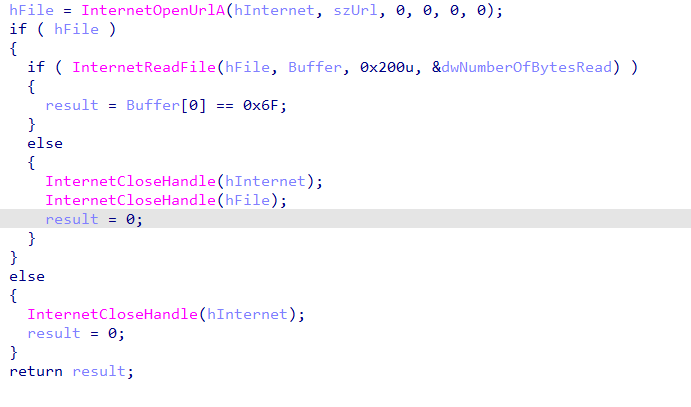 hFile = InternetOpenUrlA(hInternet, szUrl, 0, 0, 0, 0);
if ( hFile )
{
  if ( InternetReadFile(hFile, Buffer, 0x200u, &dwNumberOfBytesRead) )
  {
    result = Buffer[0] == 0x6F;
  }
  else
  {
    InternetCloseHandle(hInternet);
    InternetCloseHandle(hFile);
    result = 0;
  }
}
else
{
  InternetCloseHandle(hInternet);
  result = 0;
}
return result;